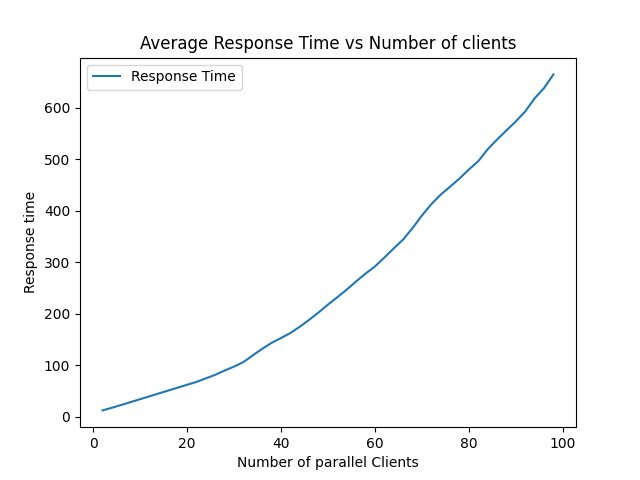 Average Response Time vs Number of clients
Response Time
600
500
400
300
200
100
0
Response time
0 20 40 60 80 100
Number of parallel Clients